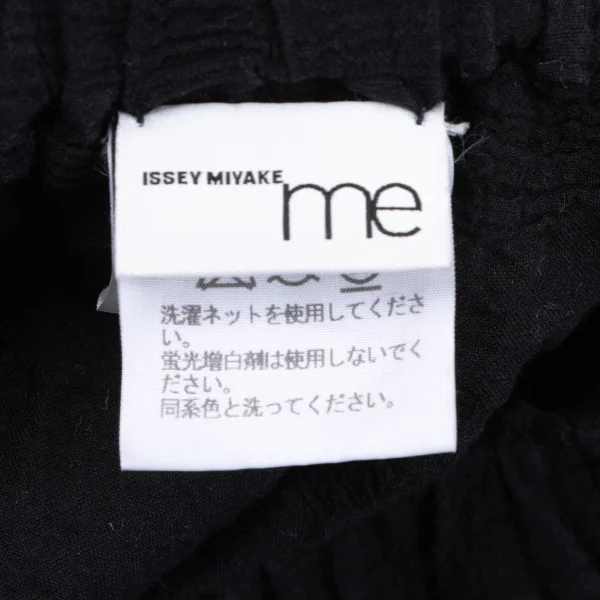 ISSEY MIYAKE me
洗濯ネットを使用してくださ
い。
蛍光増白剤は使用しないでく
ださい。
同系色と洗ってください。